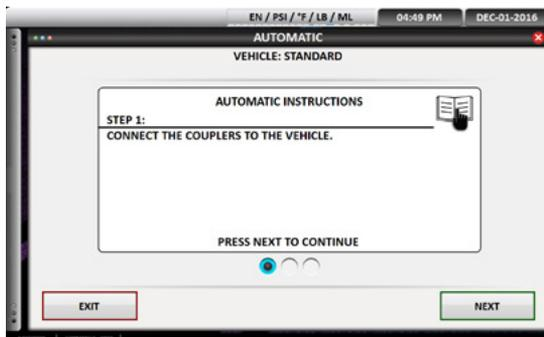 EN / PSI / °F / LB / ML
04:49 PM
DEC-01-2016
AUTOMATIC
VEHICLE: STANDARD
AUTOMATIC INSTRUCTIONS
STEP 1:
CONNECT THE COUPLERS TO THE VEHICLE.
PRESS NEXT TO CONTINUE
EXIT
NEXT